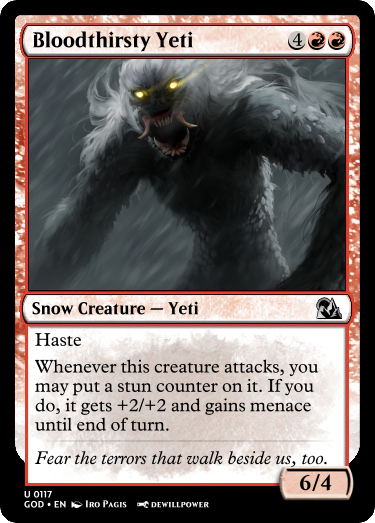 Bloodthirsty Yeti 4
Snow Creature — Yeti
Haste
Whenever this creature attacks, you
may put a stun counter on it. If you
do, it gets +2/+2 and gains menace
until end of turn.
Fear the terrors that walk beside us, too.
6/4
U 0117
GOD • EN Iro Pagis DEWILLPOWER